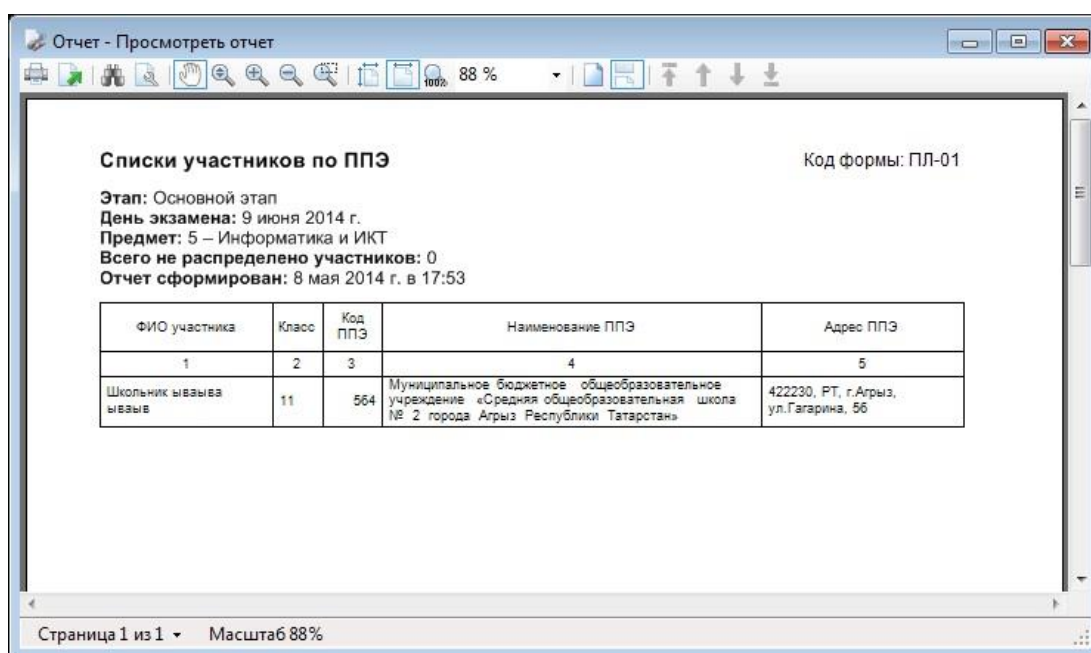 Отчет - Просмотреть отчет
100%
88 %
Списки участников по ППЭ
Код формы: ПЛ-01
Этап: Основной этап
День экзамена: 9 июня 2014 г.
Предмет: 5 – Информатика и ИКТ
Всего не распределено участников: 0
Отчет сформирован: 8 мая 2014 г. в 17:53
ФИО участника
Класс
Код
ППЭ
Наименование ППЭ
Адрес ППЭ
1
2
3
4
5
Школьник ываыва
ываыв
11
564
Муниципальное бюджетное общеобразовательное
учреждение «Средняя общеобразовательная школа
№ 2 города Агрыз Республики Татарстан»
422230, РТ, г.Агрыз,
ул.Гагарина, 56
Страница 1 из 1
Масштаб 88%